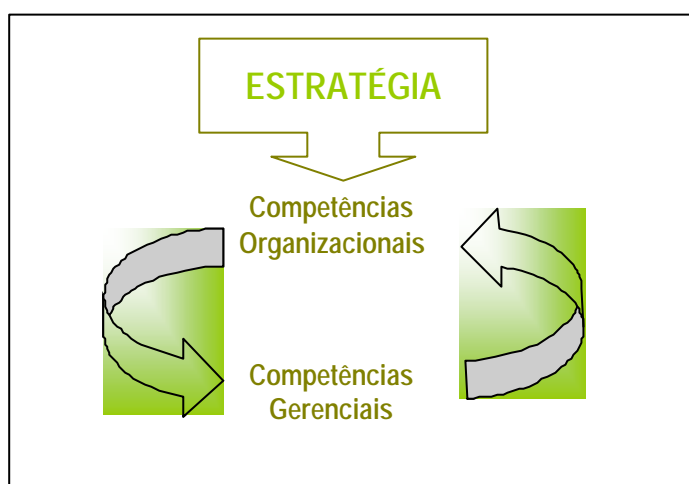 ESTRATÉGIA
Competências
Organizacionais
Competências
Gerenciais